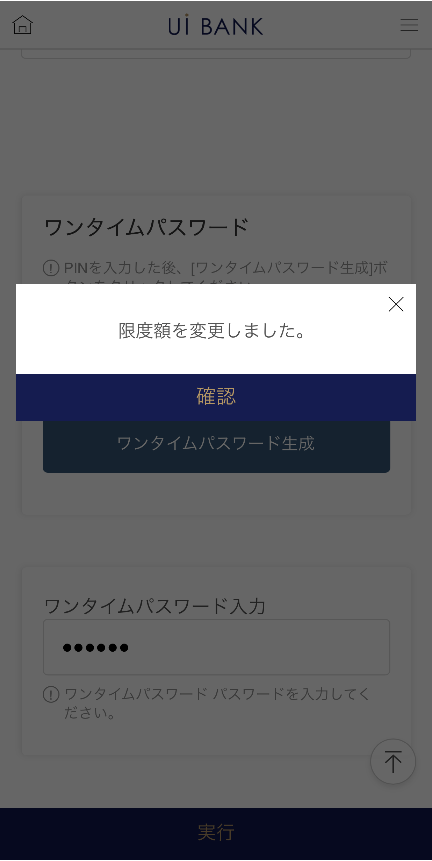 UI BANK
ワンタイムパスワード
PINを入力した後、[ワンタイムパスワード生成]ボ
限度額を変更しました。
確認
ワンタイムパスワード生成
ワンタイムパスワード入力
ワンタイムパスワード パスワードを入力してく
ださい。
実行